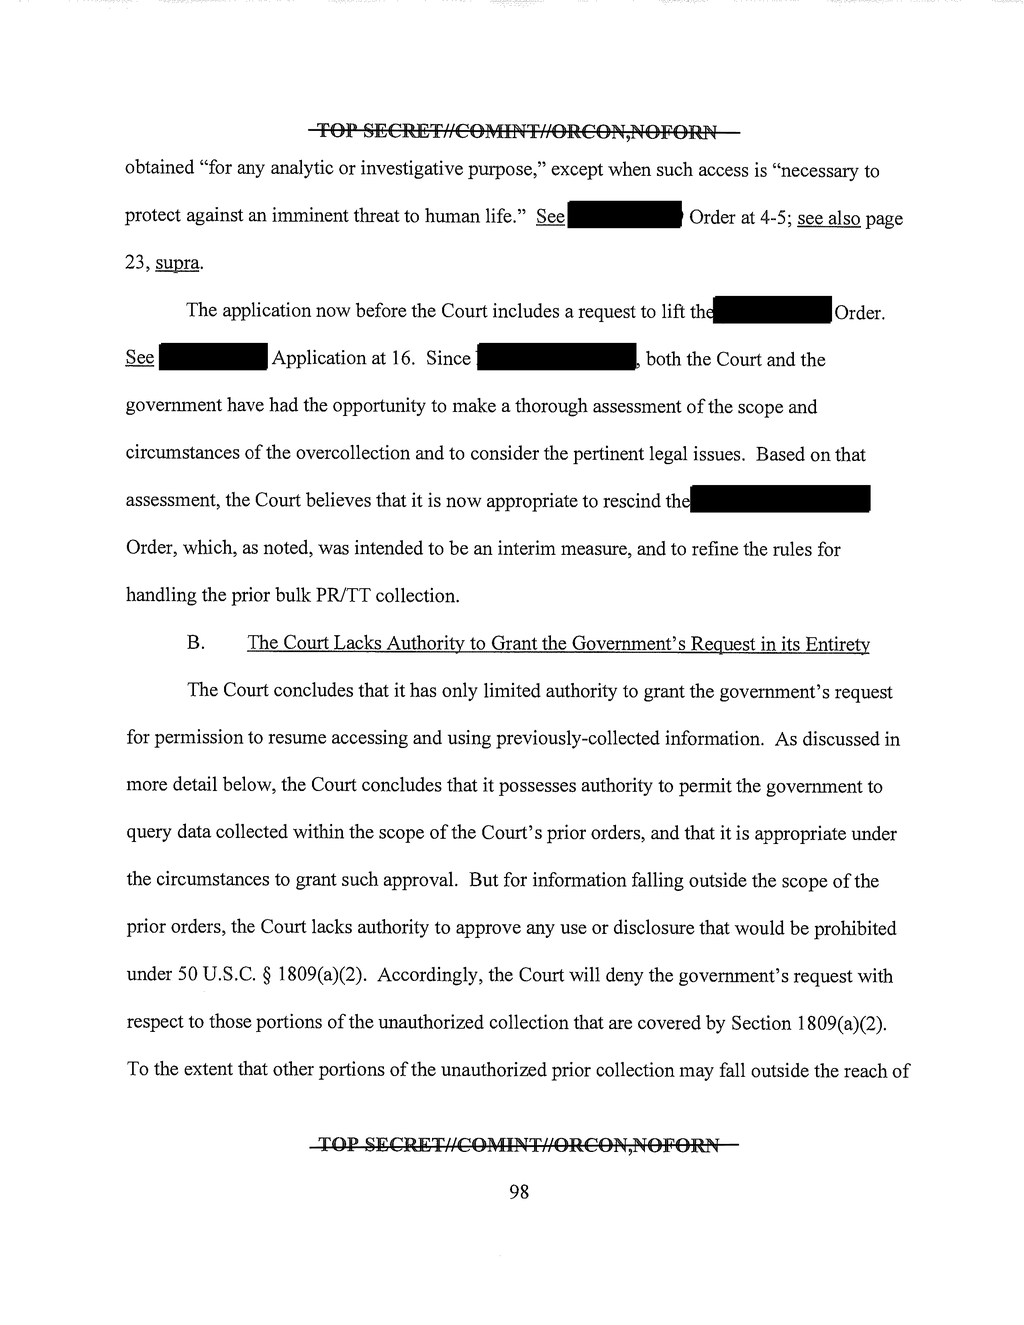 TOP SECRET//COMINT//ORCON,NOFORN
obtained “for any analytic or investigative purpose,” except when such access is “necessary to
protect against an imminent threat to human life.” See Order at 4-5; see also page
23, supra.
The application now before the Court includes a request to lift the Order.
See Application at 16. Since , both the Court and the
government have had the opportunity to make a thorough assessment of the scope and
circumstances of the overcollection and to consider the pertinent legal issues. Based on that
assessment, the Court believes that it is now appropriate to rescind the
Order, which, as noted, was intended to be an interim measure, and to refine the rules for
handling the prior bulk PR/TT collection.
B. The Court Lacks Authority to Grant the Government’s Request in its Entirety
The Court concludes that it has only limited authority to grant the government’s request
for permission to resume accessing and using previously-collected information. As discussed in
more detail below, the Court concludes that it possesses authority to permit the government to
query data collected within the scope of the Court’s prior orders, and that it is appropriate under
the circumstances to grant such approval. But for information falling outside the scope of the
prior orders, the Court lacks authority to approve any use or disclosure that would be prohibited
under 50 U.S.C. § 1809(a)(2). Accordingly, the Court will deny the government’s request with
respect to those portions of the unauthorized collection that are covered by Section 1809(a)(2).
To the extent that other portions of the unauthorized prior collection may fall outside the reach of
TOP SECRET//COMINT//ORCON,NOFORN
98